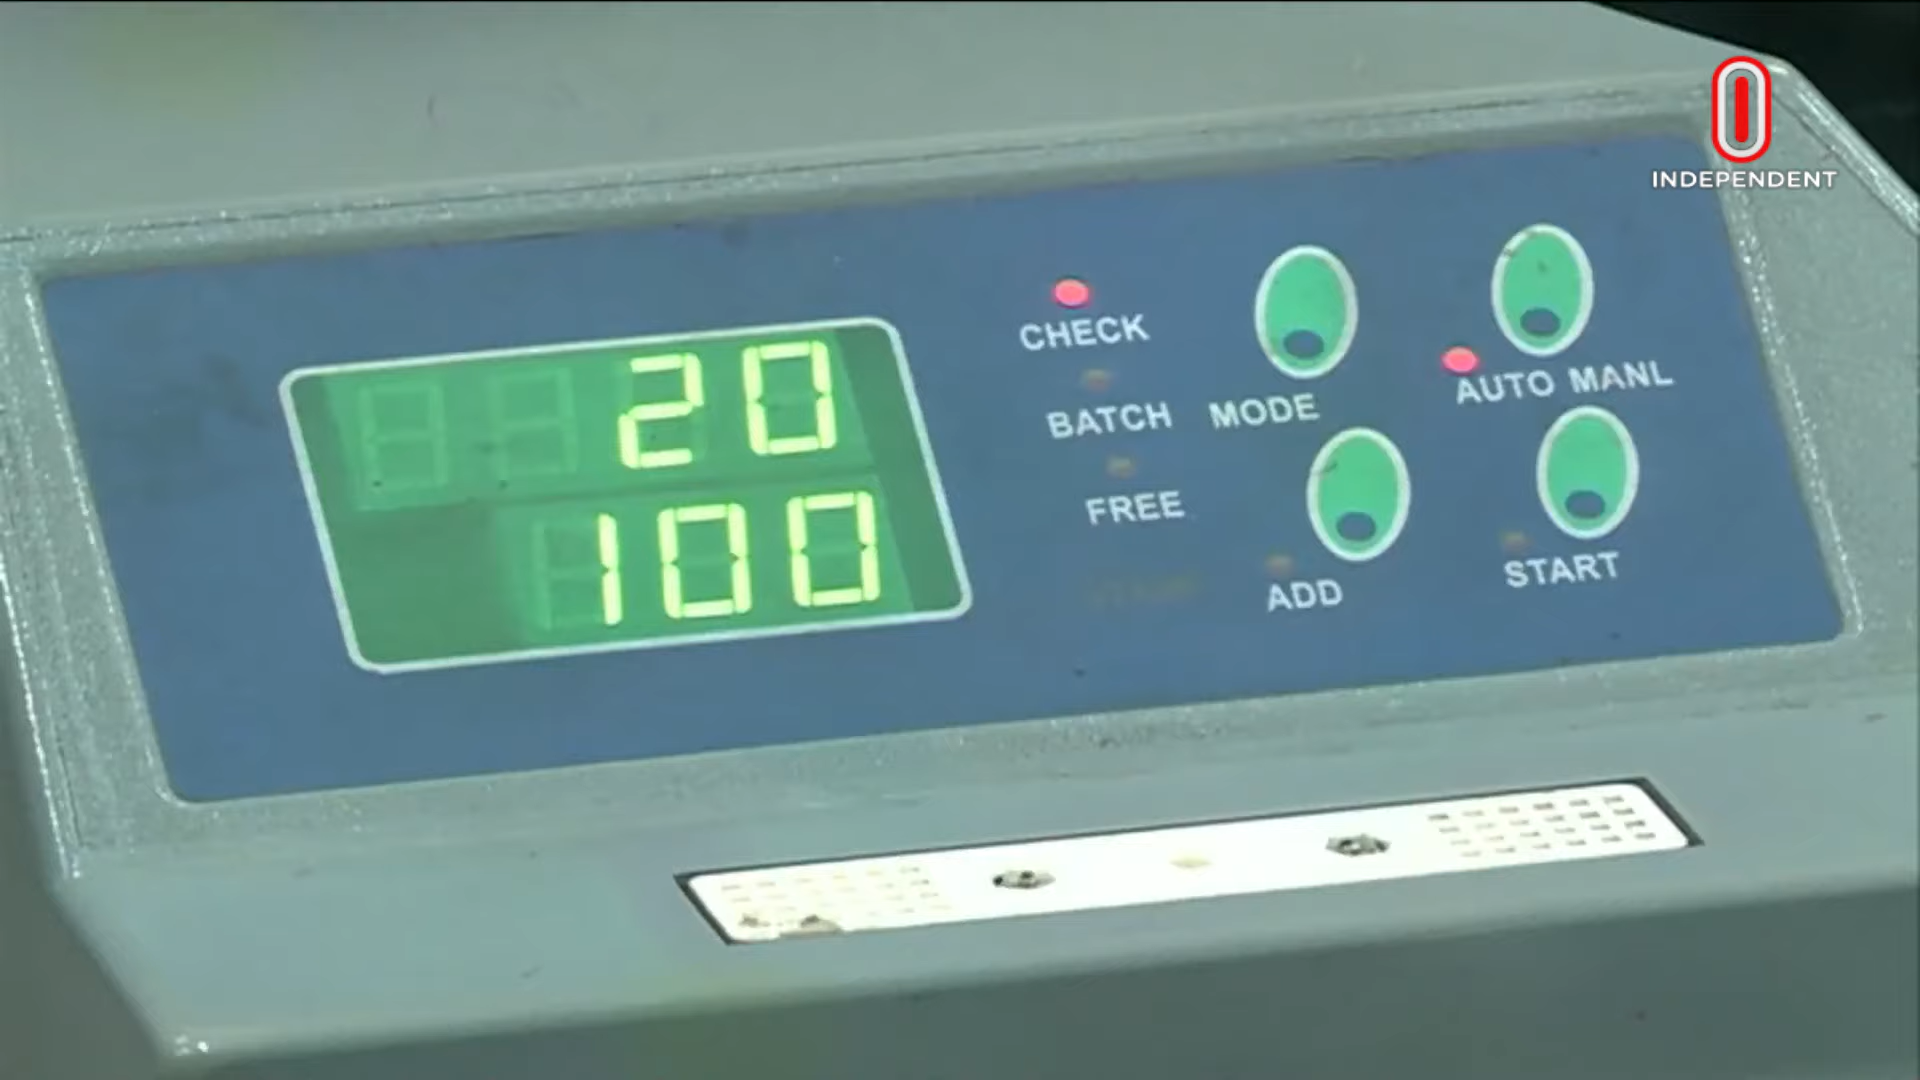 INDEPENDENT
20
100
CHECK
BATCH
FREE
MODE
ADD
AUTO MANL
START